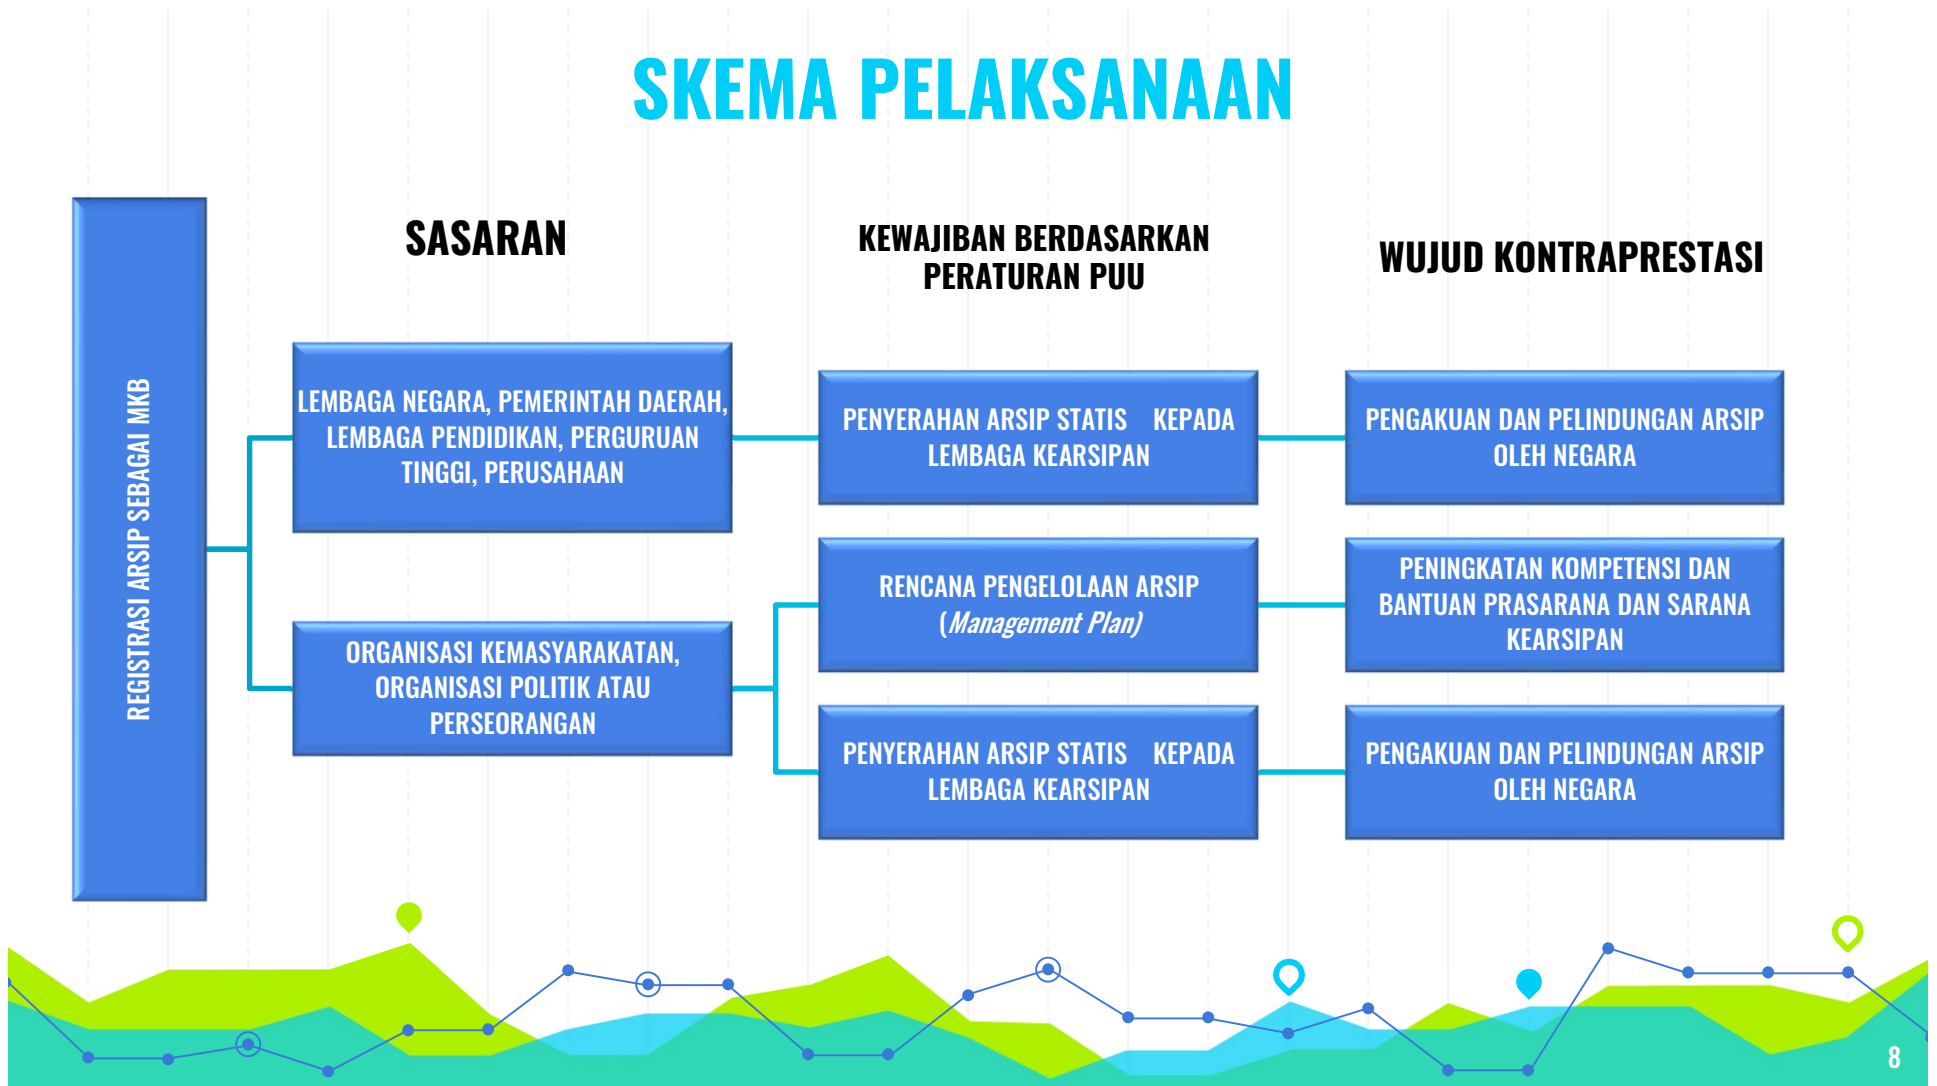 SKEMA PELAKSANAAN
REGISTRASI ARSIP SEBAGAI MKB
SASARAN
KEWAJIBAN BERDASARKAN
PERATURAN PUU
WUJUD KONTRAPRESTASI
LEMBAGA NEGARA, PEMERINTAH DAERAH,
LEMBAGA PENDIDIKAN, PERGURUAN
TINGGI, PERUSAHAAN
PENYERAHAN ARSIP STATIS KEPADA
LEMBAGA KEARSIPAN
PENGAKUAN DAN PELINDUNGAN ARSIP
OLEH NEGARA
ORGANISASI KEMASYARAKATAN,
ORGANISASI POLITIK ATAU
PERSEORANGAN
RENCANA PENGELOLAAN ARSIP
(Management Plan)
PENINGKATAN KOMPETENSI DAN
BANTUAN PRASARANA DAN SARANA
KEARSIPAN
PENYERAHAN ARSIP STATIS KEPADA
LEMBAGA KEARSIPAN
PENGAKUAN DAN PELINDUNGAN ARSIP
OLEH NEGARA
8